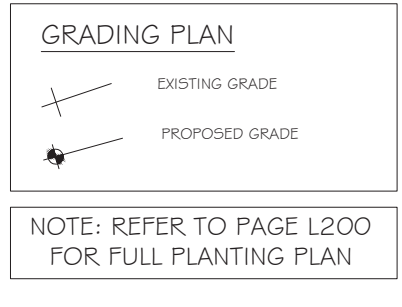 GRADING PLAN
EXISTING GRADE
PROPOSED GRADE
NOTE: REFER TO PAGE L200
FOR FULL PLANTING PLAN